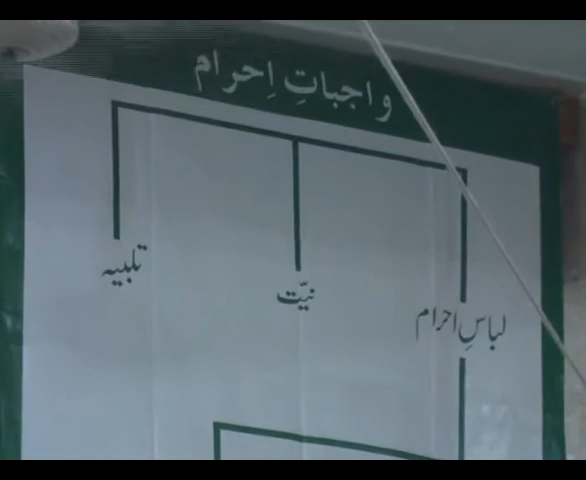 واجباتِ اِحرام
لباسِ احرام
نیّت
تلبیہ